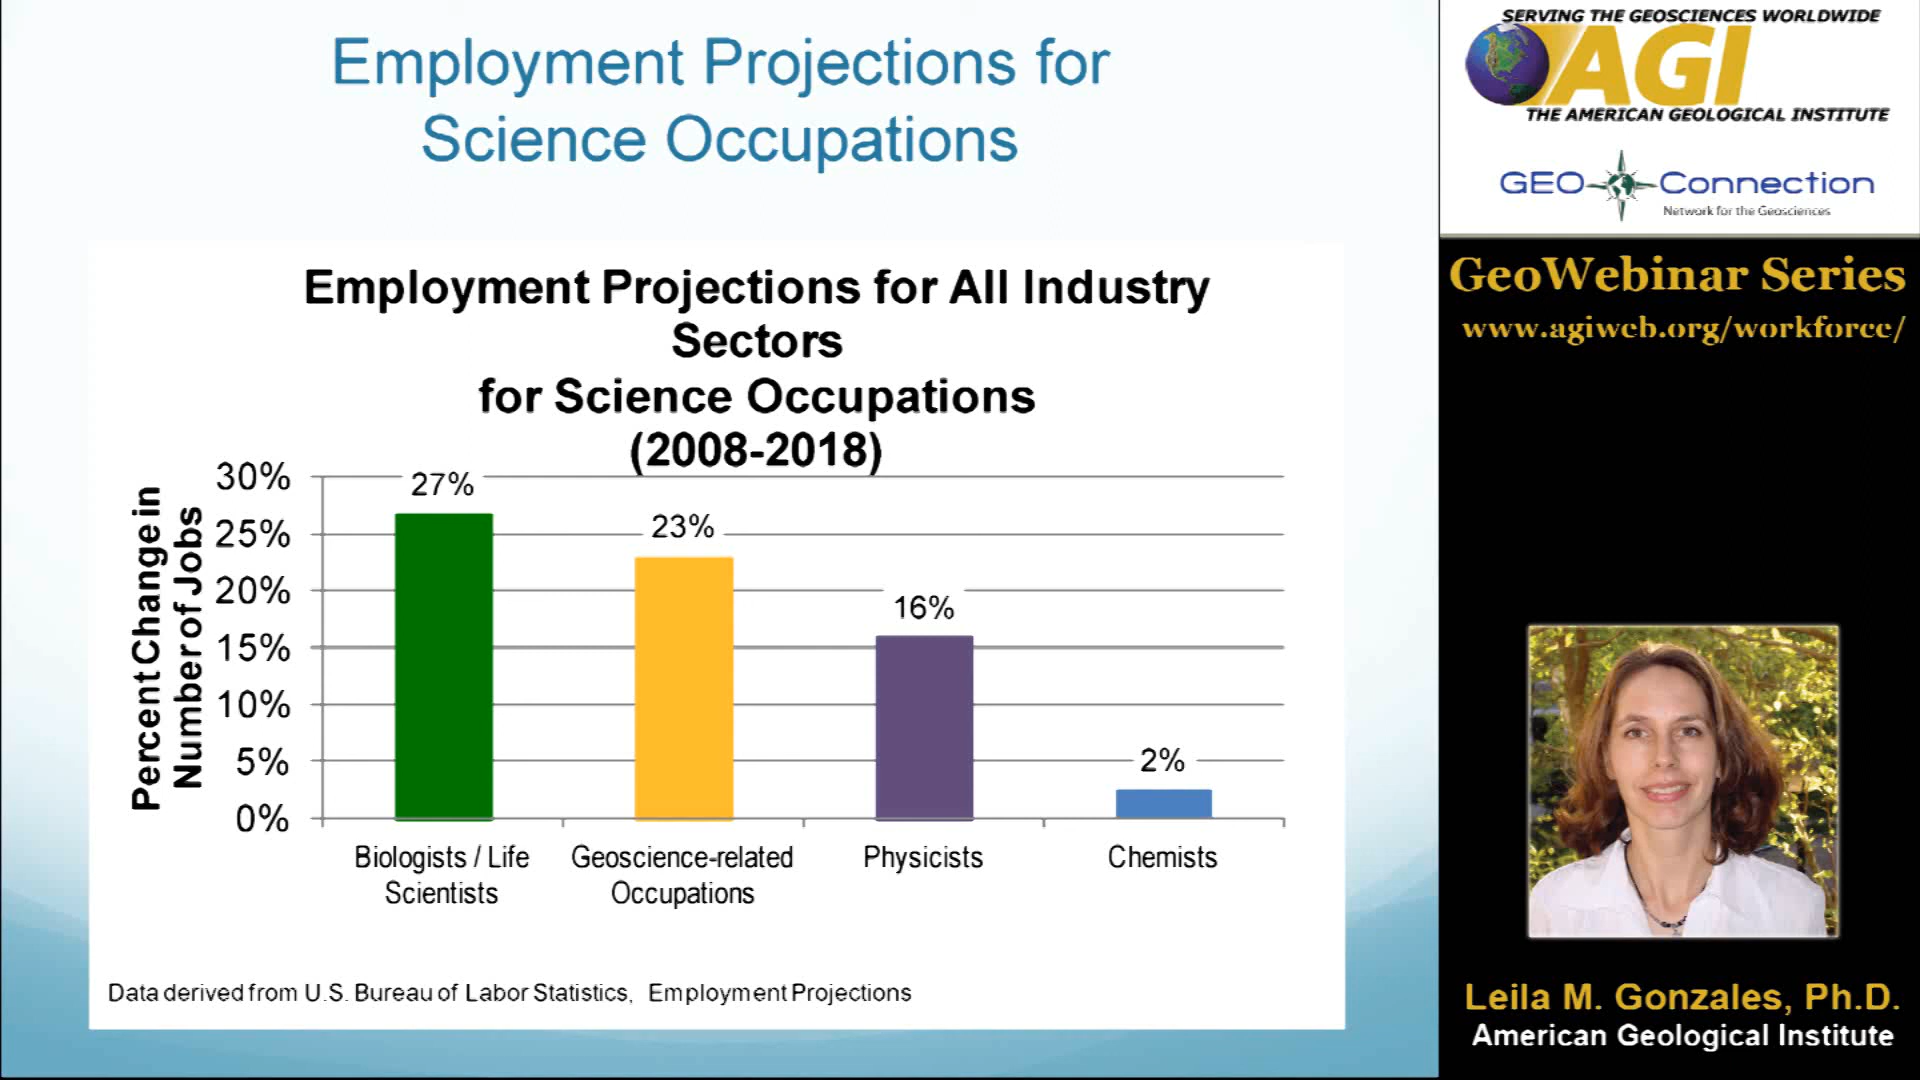 Employment Projections for
Science Occupations
Employment Projections for All Industry
Sectors
for Science Occupations
(2008-2018)
Percent Change in
Number of Jobs
30%
25%
20%
15%
10%
5%
0%
27%
23%
16%
2%
Biologists / Life
Scientists
Geoscience-related
Occupations
Physicists
Chemists
Data derived from U.S. Bureau of Labor Statistics, Employment Projections
SERVING THE GEOSCIENCES WORLDWIDE
AGI
THE AMERICAN GEOLOGICAL INSTITUTE
GEO Connection
Network for the Geosciences
GeoWebinar Series
www.agiweb.org/workforce/
Leila M. Gonzales, Ph.D.
American Geological Institute